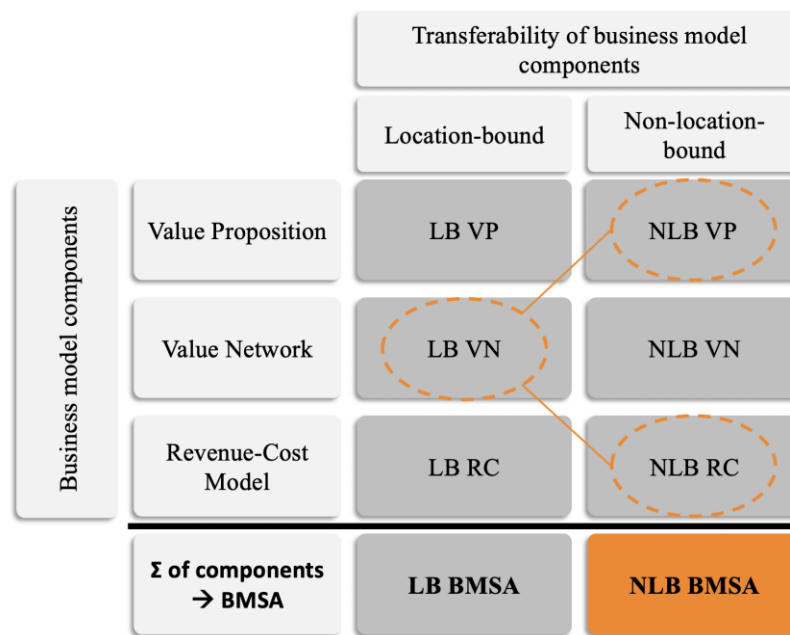 Transferability of business model
components
Location-bound
Non-location-
bound
Business model components
Value Proposition
LB VP
NLB VP
Value Network
LB VN
NLB VN
Revenue-Cost
Model
LB RC
NLB RC
Σ of components
→ BMSA
LB BMSA
NLB BMSA